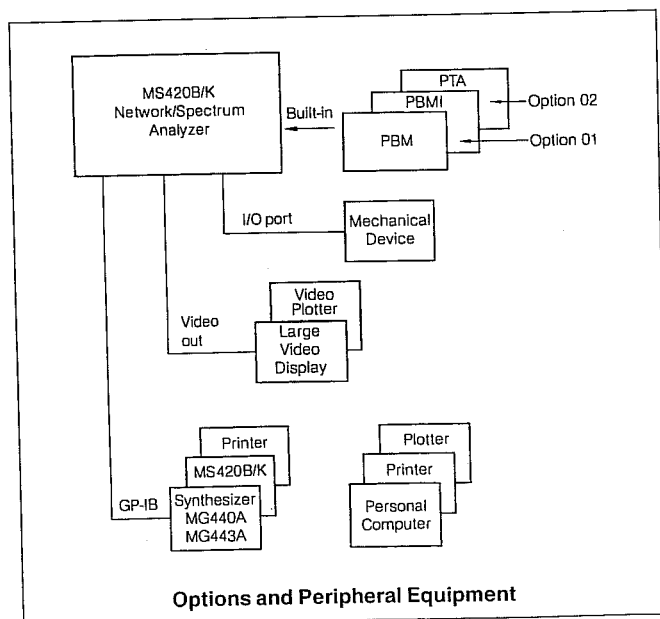 MS420B/K
Network/Spectrum
Analyzer
Built-in
PTA
PBMI
PBM
Option 02
Option 01
I/O port
Mechanical
Device
Video
out
Video
Plotter
Large
Video
Display
GP-IB
Printer
MS420B/K
Synthesizer
MG440A
MG443A
Plotter
Printer
Personal
Computer
Options and Peripheral Equipment